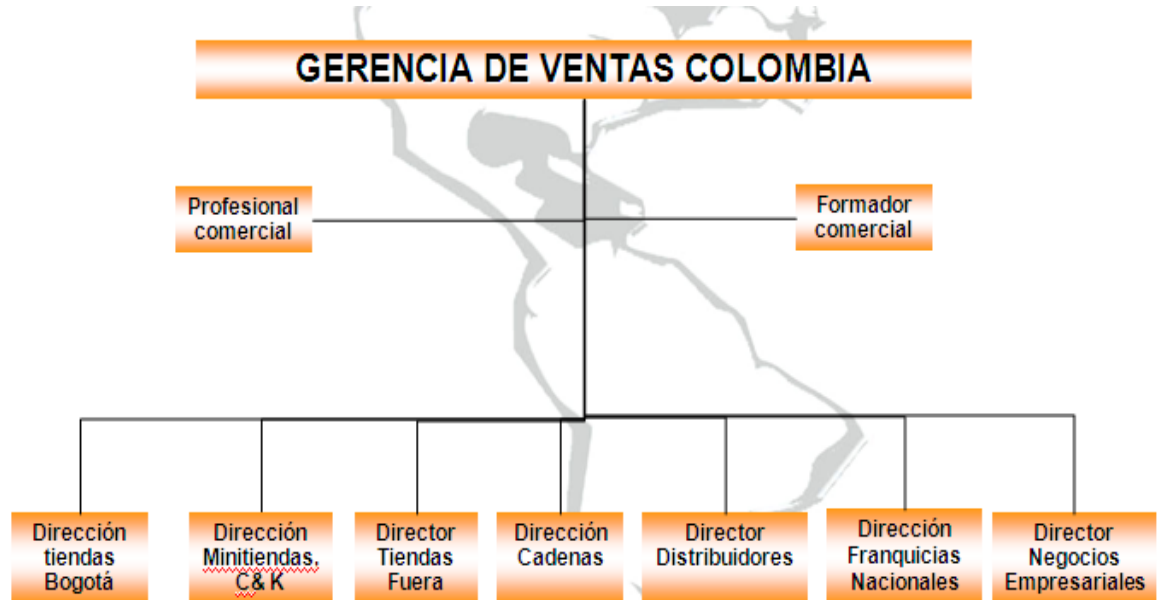 GERENCIA DE VENTAS COLOMBIA
Profesional
comercial
Formador
comercial
Dirección
tiendas
Bogotá
Dirección
Minitiendas,
C& K
Director
Tiendas
Fuera
Dirección
Cadenas
Director
Distribuidores
Dirección
Franquicias
Nacionales
Director
Negocios
Empresariales